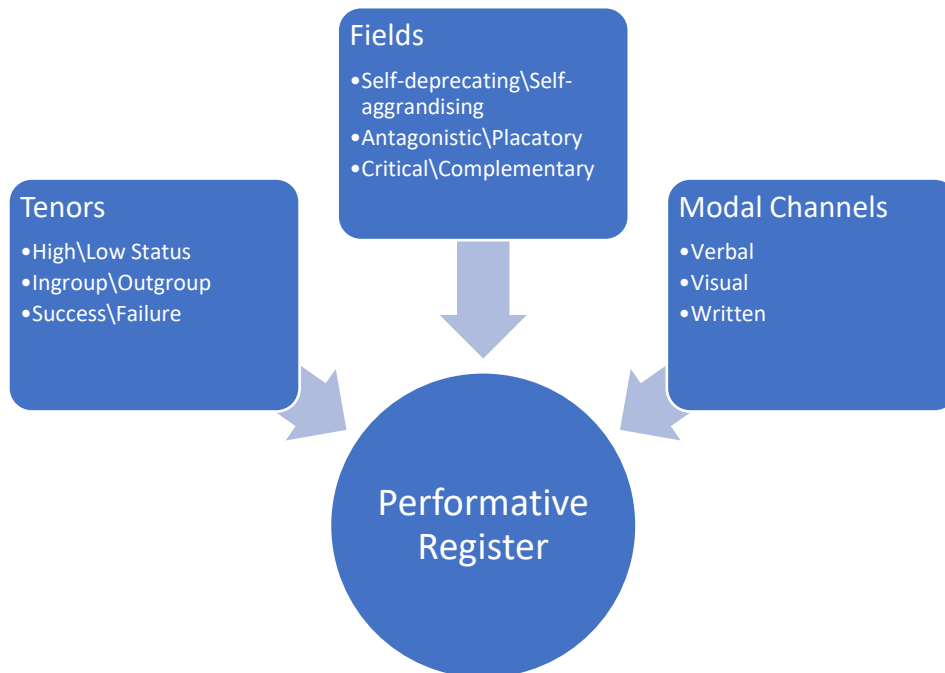 Fields
•Self-deprecating\Self-
aggrandising
•Antagonistic\Placatory
•Critical\Complementary
Tenors
•High\Low Status
•Ingroup\Outgroup
•Success\Failure
Modal Channels
•Verbal
•Visual
•Written
Performative
Register